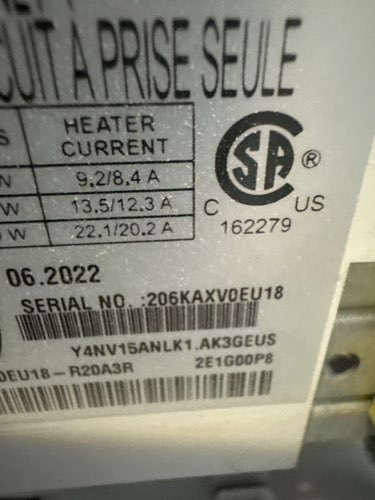 CUIT A PRISE SEULE
HEATER CURRENT
W 9.2/8.4 A
W 13.5/12.3 A
W 22.1/20.2 A
SA ®
C US
162279
06.2022
SERIAL NO. :206KAXV0EU18
Y4NV15ANLK1.AK3GEUS
0EU18-R20A3R 2E1G00P8